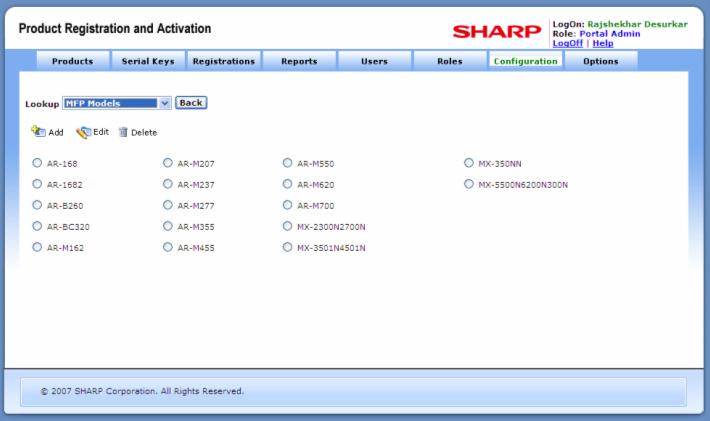 Product Registration and Activation
SHARP
LogOn: Rajshekhar Desurkar
Role: Portal Admin
LogOff | Help
Products Serial Keys Registrations Reports Users Roles Configuration Options
Lookup MFP Models Back
Add Edit Delete
AR-168 AR-M207 AR-M550 MX-350NN
AR-1682 AR-M237 AR-M620 MX-5500N6200N300N
AR-B260 AR-M277 AR-M700
AR-BC320 AR-M355 MX-2300N2700N
AR-M162 AR-M455 MX-3501N4501N
© 2007 SHARP Corporation. All Rights Reserved.